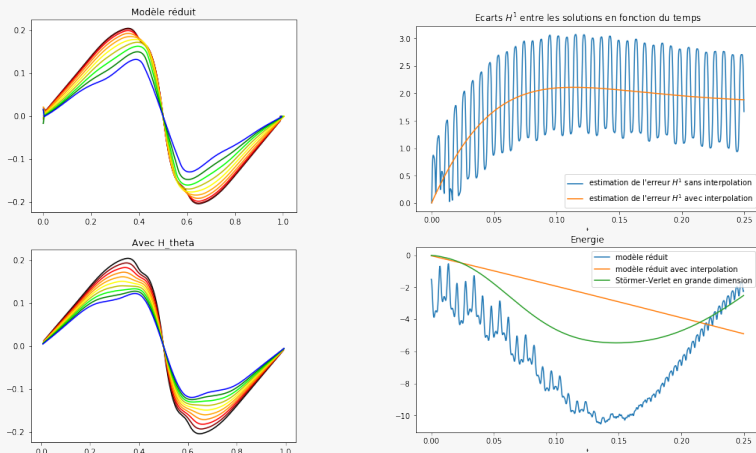 Modèle réduit
0.2
0.1
0.0
−0.1
−0.2
0.0 0.2 0.4 0.6 0.8 1.0
Ecarts H¹ entre les solutions en fonction du temps
3.0
2.5
2.0
1.5
1.0
0.5
0.0
estimation de l'erreur H¹ sans interpolation
estimation de l'erreur H¹ avec interpolation
0.00 0.05 0.10 0.15 0.20 0.25
Avec H_theta
0.2
0.1
0.0
−0.1
−0.2
0.0 0.2 0.4 0.6 0.8 1.0
Energie
0
−2
−4
−6
−8
−10
modèle réduit
modèle réduit avec interpolation
Störmer-Verlet en grande dimension
0.00 0.05 0.10 0.15 0.20 0.25